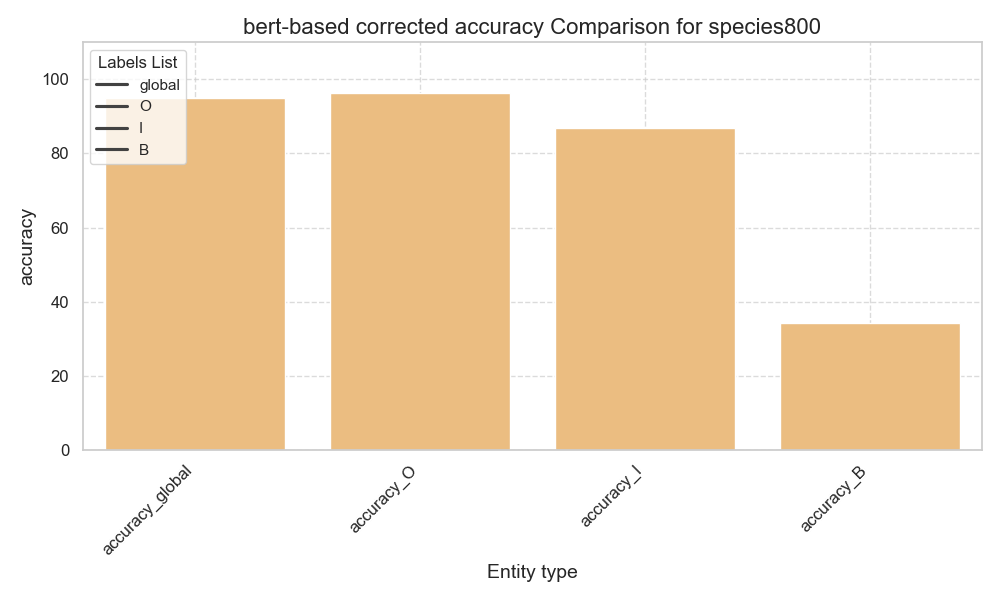 bert-based corrected accuracy Comparison for species800
Labels List
global
O
I
B
100
80
60
40
20
0
accuracy
accuracy_global
accuracy_O
accuracy_I
accuracy_B
Entity type